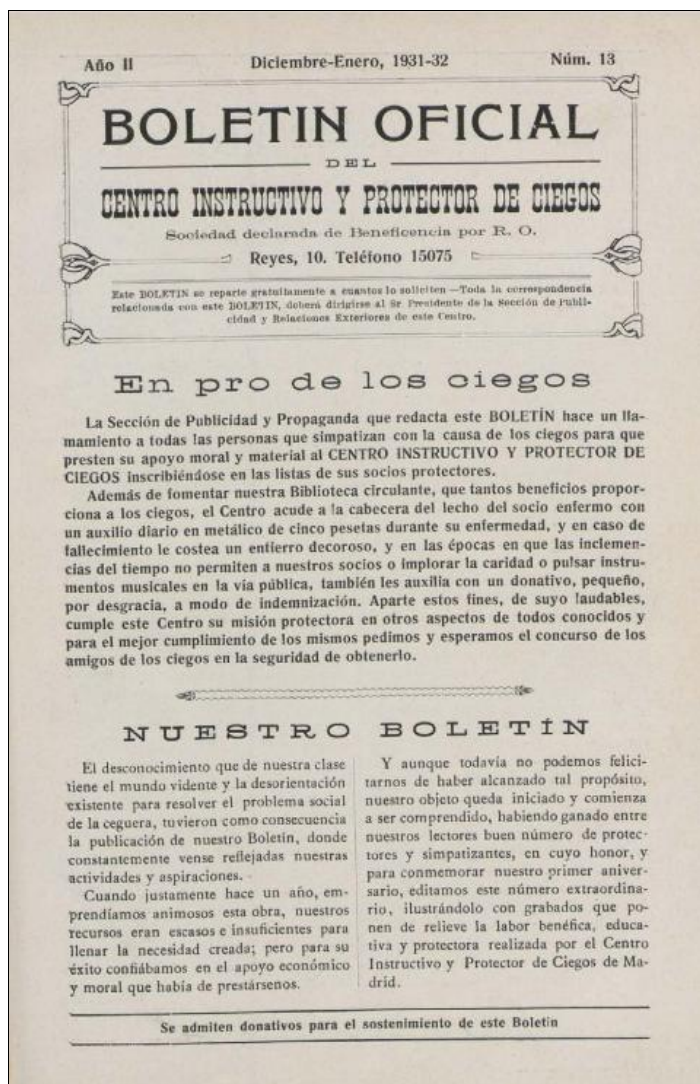 Año II
Diciembre-Enero, 1931-32
Núm. 13
BOLETIN OFICIAL
DEL
CENTRO INSTRUCTIVO Y PROTECTOR DE CIEGOS
Sociedad declarada de Beneficencia por R. O.
Reyes, 10. Teléfono 15075
Este BOLETIN se reparte gratuitamente a cuantos lo soliciten—Toda la correspondencia
relacionada con este BOLETIN, deberá dirigirse al Sr. Presidente de la Sección de Publi-
cidad y Relaciones Exteriores de este Centro.
En pro de los ciegos
La Sección de Publicidad y Propaganda que redacta este BOLETÍN hace un lla-
mamiento a todas las personas que simpatizan con la causa de los ciegos para que
presten su apoyo moral y material al CENTRO INSTRUCTIVO Y PROTECTOR DE
CIEGOS inscribiéndose en las listas de sus socios protectores.
Además de fomentar nuestra Biblioteca circulante, que tantos beneficios propor-
ciona a los ciegos, el Centro acude a la cabecera del lecho del socio enfermo con
un auxilio diario en metálico de cinco pesetas durante su enfermedad, y en caso de
fallecimiento le costea un entierro decoroso, y en las épocas en que las inclemen-
cias del tiempo no permiten a nuestros socios o implorar la caridad o pulsar instru-
mentos musicales en la vía pública, también les auxilia con un donativo, pequeño,
por desgracia, a modo de indemnización. Aparte estos fines, de suyo laudables,
cumple este Centro su misión protectora en otros aspectos de todos conocidos y
para el mejor cumplimiento de los mismos pedimos y esperamos el concurso de los
amigos de los ciegos en la seguridad de obtenerlo.
NUESTRO BOLETÍN
El desconocimiento que de nuestra clase
tiene el mundo vidente y la desorientación
existente para resolver el problema social
de la ceguera, tuvieron como consecuencia
la publicación de nuestro Boletín, donde
constantemente vense reflejadas nuestras
actividades y aspiraciones.
Cuando justamente hace un año, em-
prendíamos animosos esta obra, nuestros
recursos eran escasos e insuficientes para
llenar la necesidad creada; pero para su
éxito confiábamos en el apoyo económico
y moral que había de prestársenos.
Y aunque todavía no podemos felici-
tarnos de haber alcanzado tal propósito,
nuestro objeto queda iniciado y comienza
a ser comprendido, habiendo ganado entre
nuestros lectores buen número de protec-
tores y simpatizantes, en cuyo honor, y
para conmemorar nuestro primer aniver-
sario, editamos este número extraordina-
rio, ilustrándolo con grabados que po-
nen de relieve la labor benéfica, educa-
tiva y protectora realizada por el Centro
Instructivo y Protector de Ciegos de Ma-
drid.
Se admiten donativos para el sostenimiento de este Boletín